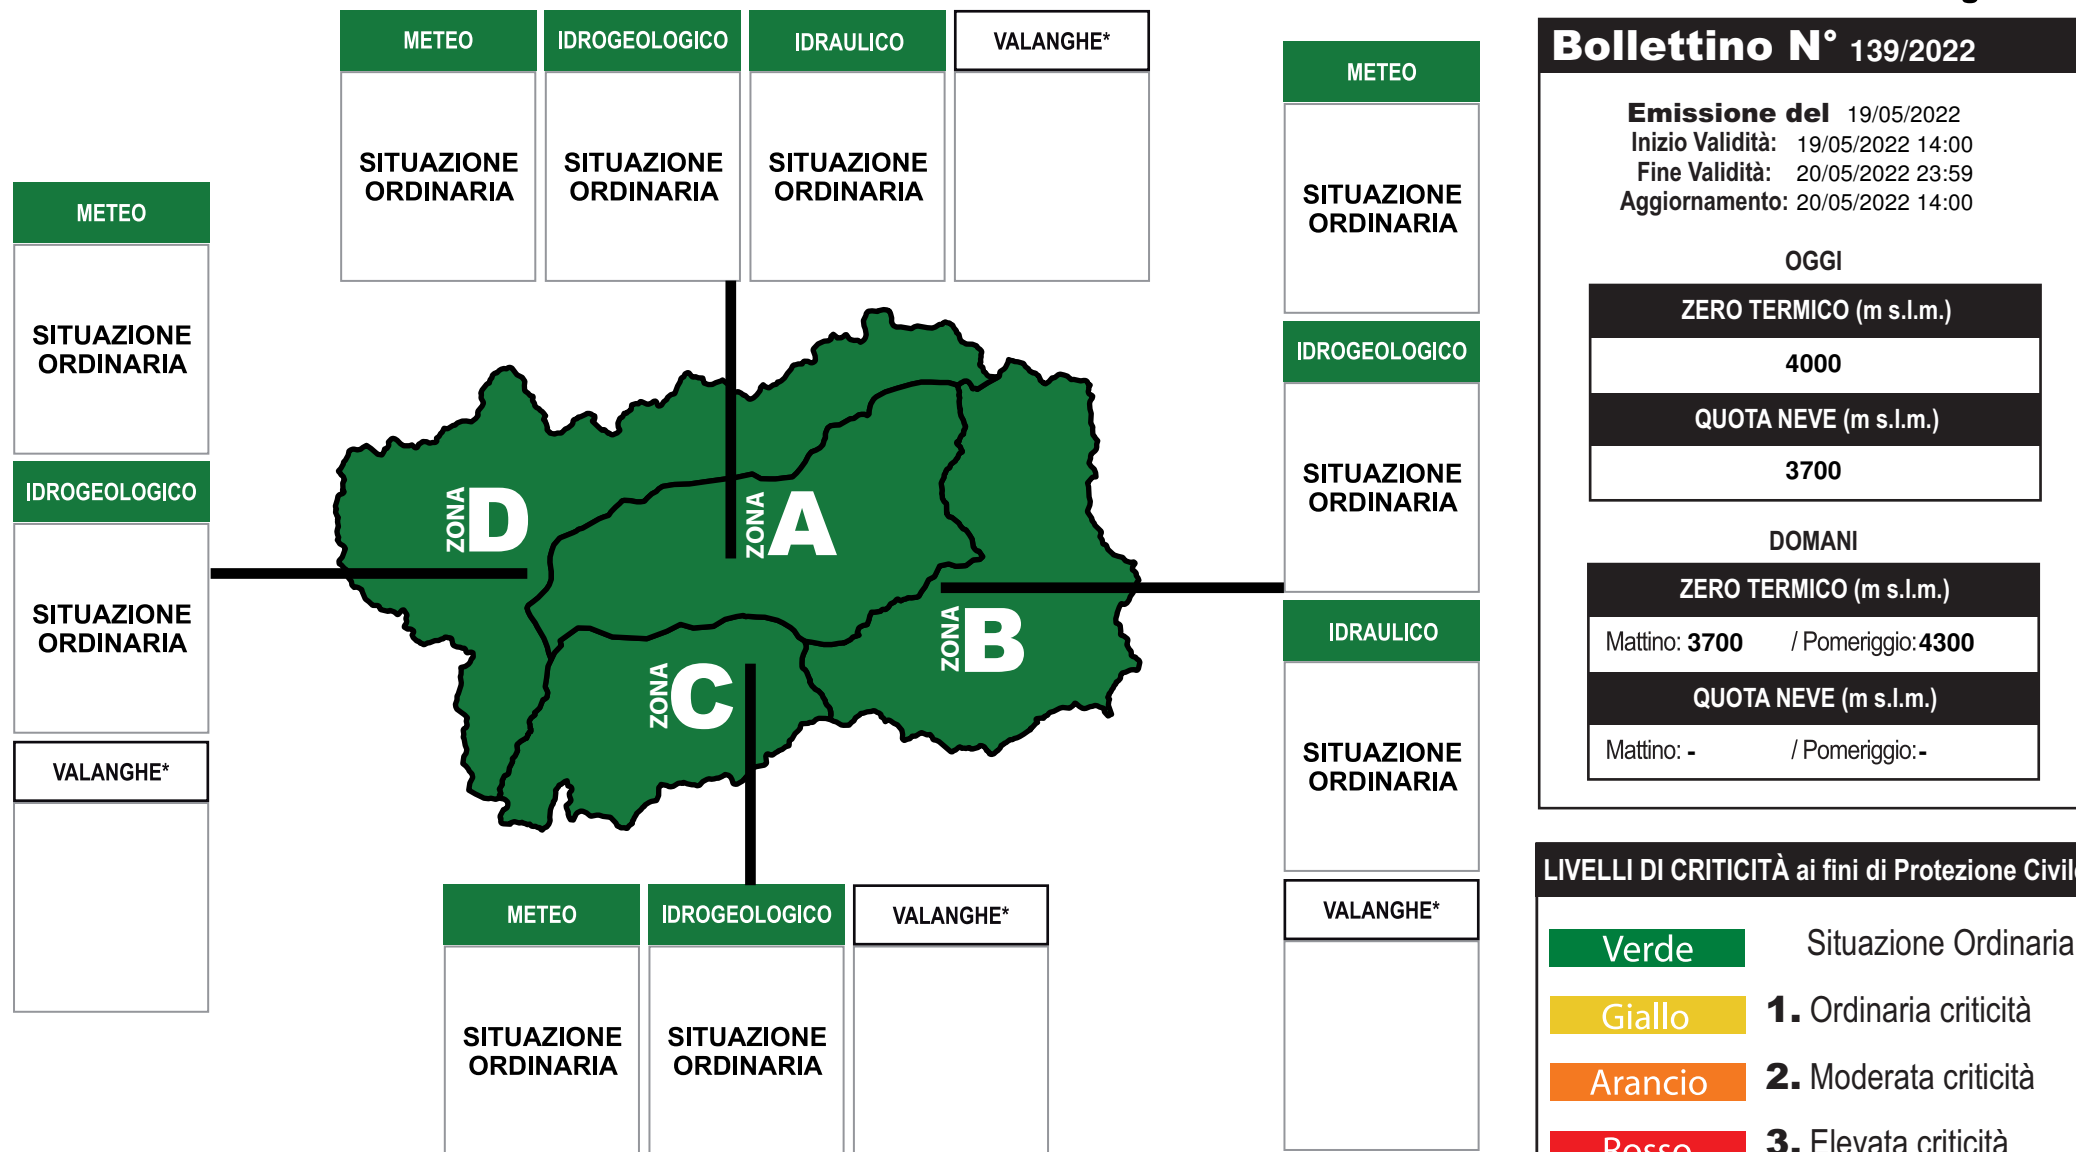 METEO IDROGEOLOGICO IDRAULICO VALANGHE*
SITUAZIONE ORDINARIA
SITUAZIONE ORDINARIA
SITUAZIONE ORDINARIA
METEO
SITUAZIONE
ORDINARIA
IDROGEOLOGICO
SITUAZIONE
ORDINARIA
VALANGHE*
ZONA D
ZONA A
ZONA B
ZONA C
METEO
SITUAZIONE
ORDINARIA
IDROGEOLOGICO
SITUAZIONE
ORDINARIA
IDRAULICO
SITUAZIONE
ORDINARIA
VALANGHE*
METEO IDROGEOLOGICO VALANGHE*
SITUAZIONE ORDINARIA
SITUAZIONE ORDINARIA
Bollettino N° 139/2022
Emissione del 19/05/2022
Inizio Validità: 19/05/2022 14:00
Fine Validità: 20/05/2022 23:59
Aggiornamento: 20/05/2022 14:00
OGGI
ZERO TERMICO (m s.l.m.)
4000
QUOTA NEVE (m s.l.m.)
3700
DOMANI
ZERO TERMICO (m s.l.m.)
Mattino: 3700 / Pomeriggio: 4300
QUOTA NEVE (m s.l.m.)
Mattino: - / Pomeriggio: -
LIVELLI DI CRITICITÀ ai fini di Protezione Civile
Verde Situazione Ordinaria
Giallo 1. Ordinaria criticità
Arancio 2. Moderata criticità
Rosso 3. Elevata criticità